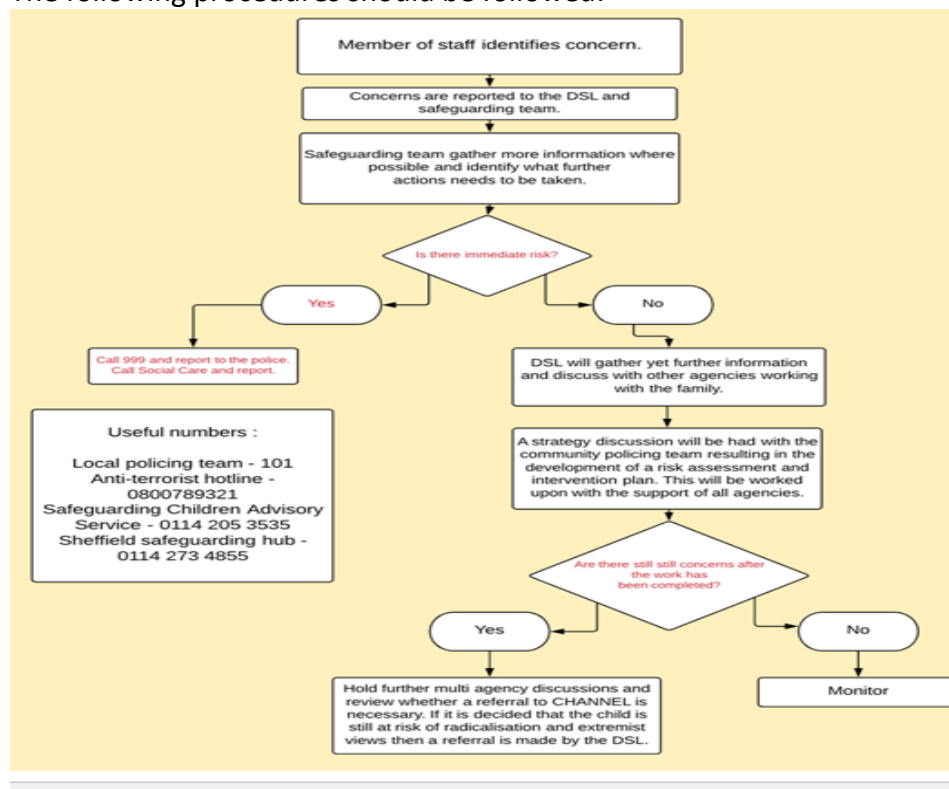 The following procedures should be followed:
Member of staff identifies concern.
Concerns are reported to the DSL and
safeguarding team.
Safeguarding team gather more information where
possible and identify what further
actions needs to be taken.
Is there immediate risk?
Yes
No
Call 999 and report to the police.
Call Social Care and report.
DSL will gather yet further information
and discuss with other agencies working
with the family.
Useful numbers :
Local policing team - 101
Anti-terrorist hotline -
0800789321
Safeguarding Children Advisory
Service - 0114 205 3535
Sheffield safeguarding hub -
0114 273 4855
A strategy discussion will be had with the
community policing team resulting in the
development of a risk assessment and
intervention plan. This will be worked
upon with the support of all agencies.
Are there still still concerns after
the work has
been completed?
Yes
No
Hold further multi agency discussions and
review whether a referral to CHANNEL is
necessary. If it is decided that the child is
still at risk of radicalisation and extremist
views then a referral is made by the DSL.
Monitor